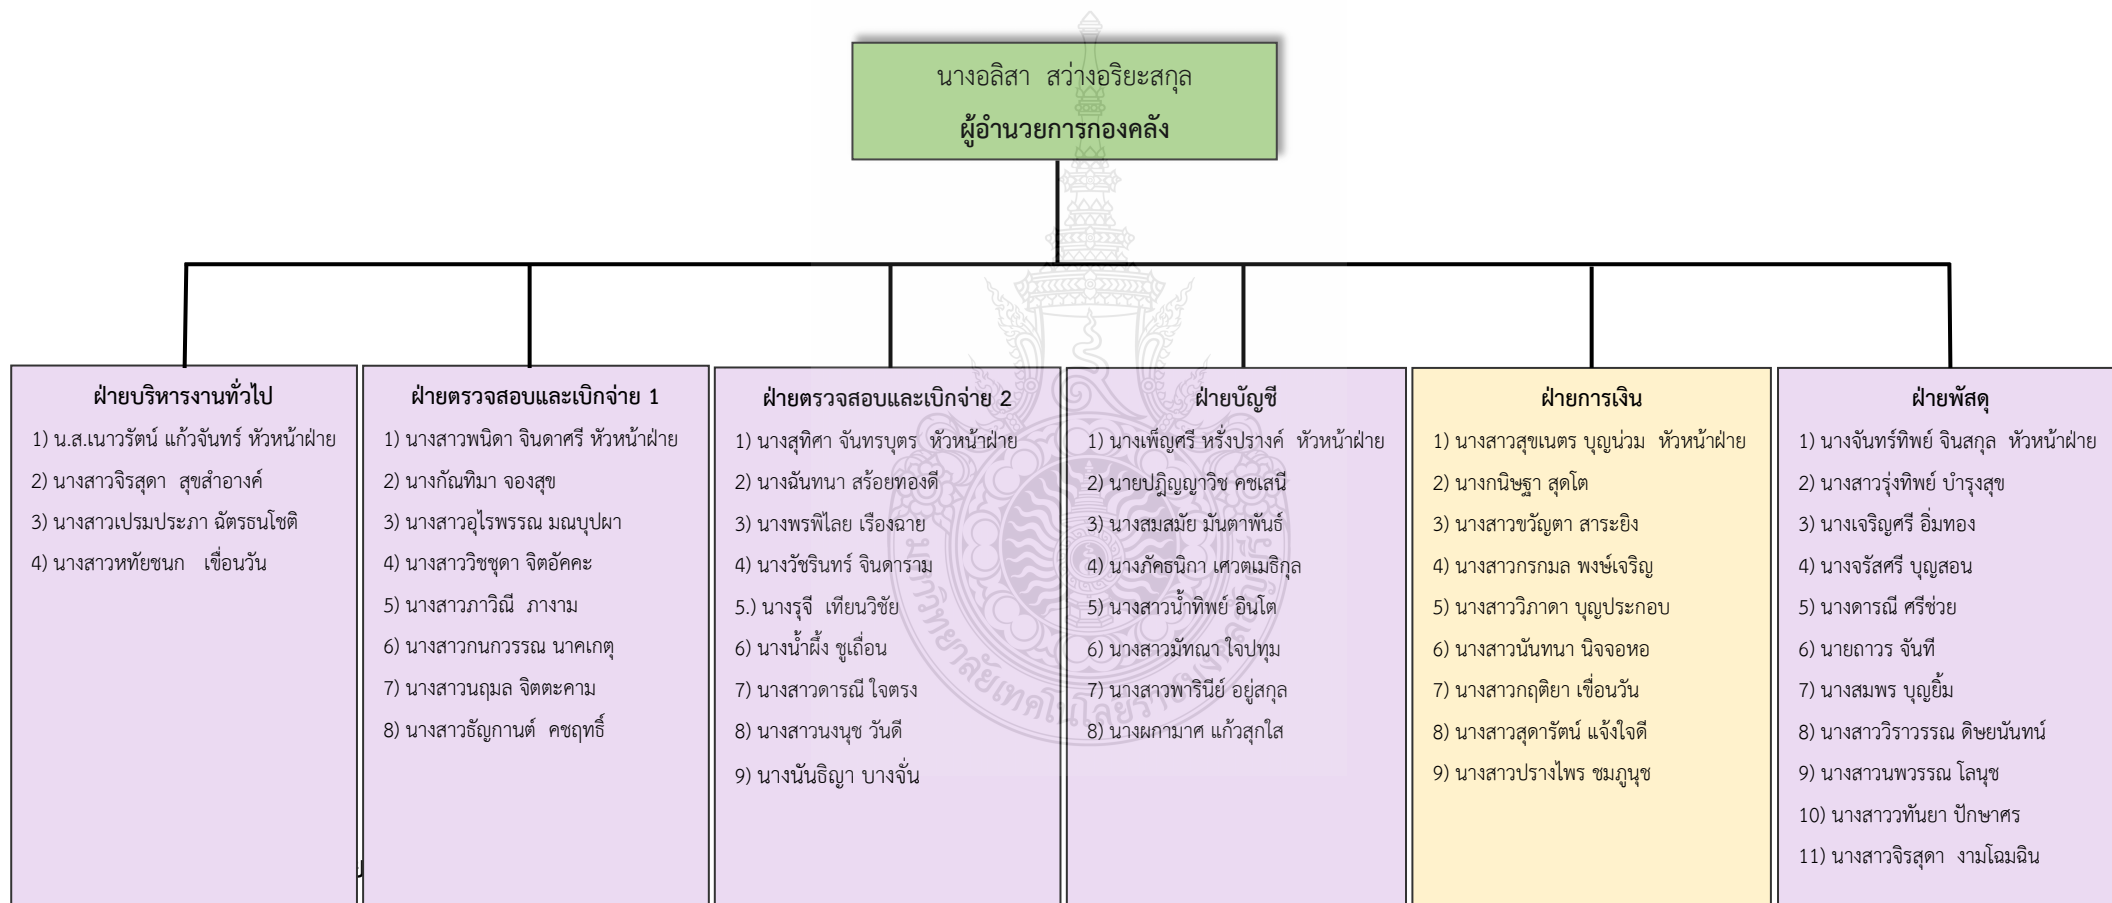 นางอลิสา  สว่างอริยะสกุล
ผู้อำนวยการกองคลัง
ฝ่ายบริหารงานทั่วไป
1) น.ส.เนาวรัตน์ แก้วจันทร์ หัวหน้าฝ่าย
2) นางสาวจิรสุดา  สุขสำอางค์
3) นางสาวเปรมประภา ฉัตรธนโชติ
4) นางสาวหทัยชนก   เขื่อนวัน
ฝ่ายตรวจสอบและเบิกจ่าย 1
1) นางสาวพนิดา จินดาศรี หัวหน้าฝ่าย
2) นางกัณทิมา จองสุข
3) นางสาวอุไรพรรณ มณบุปผา
4) นางสาววิชชุดา จิตอัคคะ
5) นางสาวภาวิณี  ภางาม
6) นางสาวกนกวรรณ นาคเกตุ
7) นางสาวนฤมล จิตตะคาม
8) นางสาวธัญกานต์  คชฤทธิ์
ฝ่ายตรวจสอบและเบิกจ่าย 2
1) นางสุทิศา จันทรบุตร  หัวหน้าฝ่าย
2) นางฉันทนา สร้อยทองดี
3) นางพรพิไลย เรืองฉาย
4) นางวัชรินทร์ จินดาราม
5.) นางรุจี  เทียนวิชัย
6) นางน้ำผึ้ง ชูเถื่อน
7) นางสาวดารณี ใจตรง
8) นางสาวนงนุช วันดี
9) นางนันธิญา บางจั่น
ฝ่ายบัญชี
1) นางเพ็ญศรี หรั่งปรางค์  หัวหน้าฝ่าย
2) นายปฎิญญาวิช คชเสนี
3) นางสมสมัย มันตาพันธ์
4) นางภัคธนิกา เศวตเมธิกุล
5) นางสาวน้ำทิพย์ อินโต
6) นางสาวมัทณา ใจปทุม
7) นางสาวพารินีย์ อยู่สกุล
8) นางผกามาศ แก้วสุกใส
ฝ่ายการเงิน
1) นางสาวสุขเนตร บุญน่วม  หัวหน้าฝ่าย
2) นางกนิษฐา สุดโต
3) นางสาวขวัญตา สาระยิง
4) นางสาวกรกมล พงษ์เจริญ
5) นางสาววิภาดา บุญประกอบ
6) นางสาวนันทนา นิจจอหอ
7) นางสาวกฤติยา เขื่อนวัน
8) นางสาวสุดารัตน์ แจ้งใจดี
9) นางสาวปรางไพร ชมภูนุช
ฝ่ายพัสดุ
1) นางจันทร์ทิพย์ จินสกุล  หัวหน้าฝ่าย
2) นางสาวรุ่งทิพย์ บำรุงสุข
3) นางเจริญศรี อิ่มทอง
4) นางจรัสศรี บุญสอน
5) นางดารณี ศรีช่วย
6) นายถาวร จันที
7) นางสมพร บุญยิ้ม
8) นางสาววิราวรรณ ดิษยนันทน์
9) นางสาวนพวรรณ โลนุช
10) นางสาววทันยา ปักษาศร
11) นางสาวจิรสุดา  งามโฉมฉิน
มหาวิทยาลัยเทคโนโลยีราชมงคลธัญบุรี